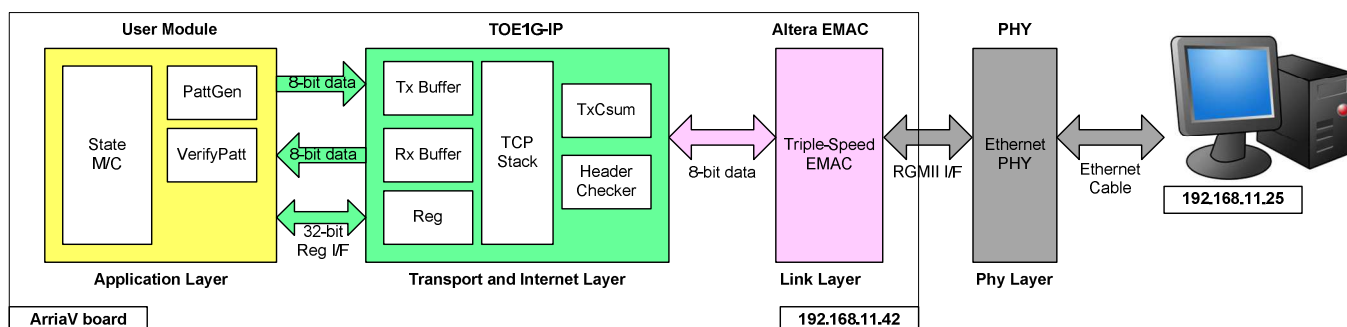 User Module
TOE1G-IP
Altera EMAC
PHY
State
M/C
PattGen
VerifyPatt
8-bit data
8-bit data
32-bit
Reg I/F
Tx Buffer
Rx Buffer
Reg
TCP
Stack
TxCsum
Header
Checker
8-bit data
Triple-Speed
EMAC
RGMII I/F
Ethernet
PHY
Ethernet
Cable
192.168.11.25
Application Layer
Transport and Internet Layer
Link Layer
Phy Layer
ArriaV board
192.168.11.42